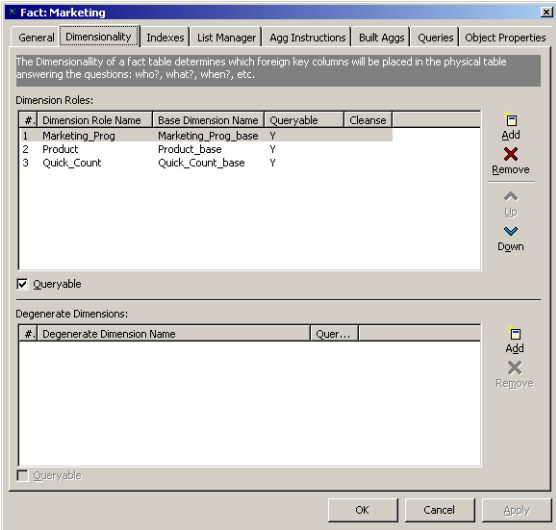 Fact: Marketing
General Dimensionality Indexes List Manager Agg Instructions Built Aggs Queries Object Properties
The Dimensionallity of a fact table determines which foreign key columns will be placed in the physical table
answering the questions: who?, what?, when?, etc.
Dimension Roles:
#. Dimension Role Name Base Dimension Name Queryable Cleanse
1 Marketing_Prog Marketing_Prog_base Y
2 Product Product_base Y
3 Quick_Count Quick_Count_base Y
Add
Remove
Up
Down
Queryable
Degenerate Dimensions:
#. Degenerate Dimension Name Quer...
Add
Remove
Queryable
OK Cancel Apply